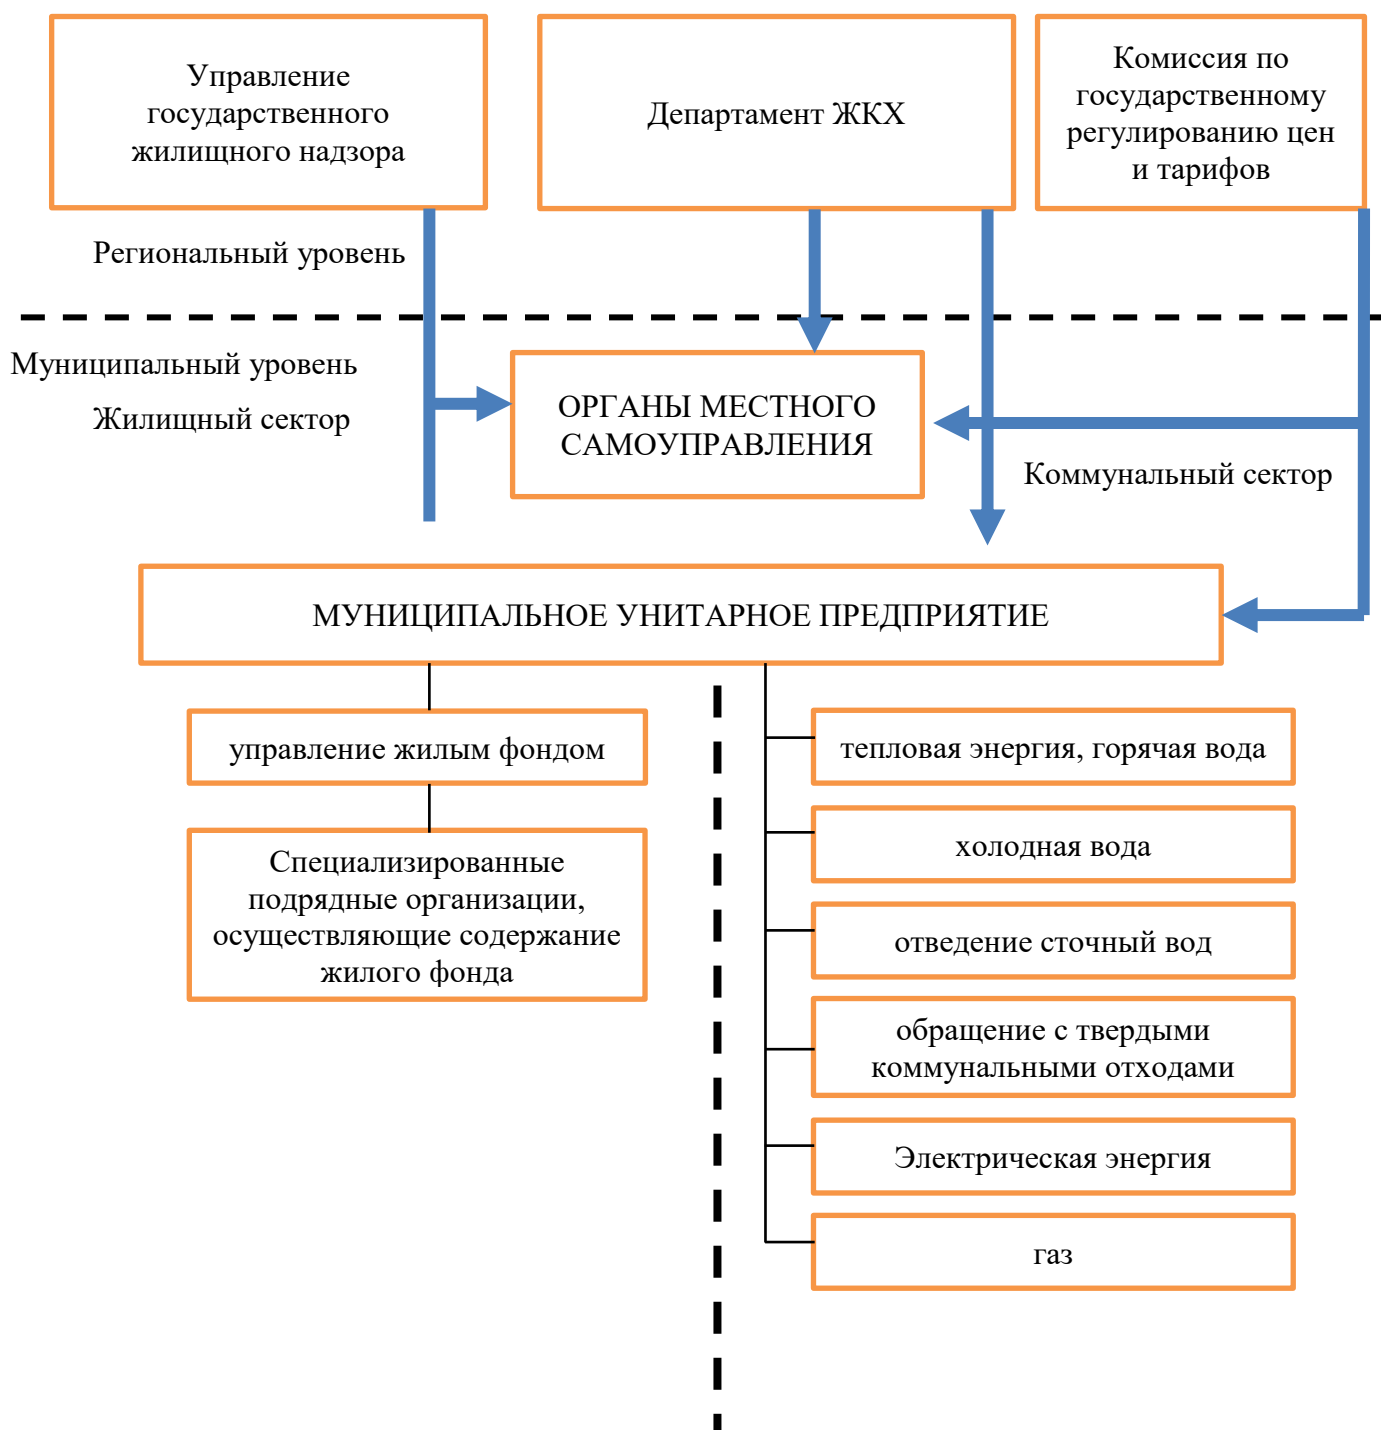 Управление
государственного
жилищного надзора
Департамент ЖКХ
Комиссия по
государственному
регулированию цен
и тарифов
Региональный уровень
Муниципальный уровень
Жилищный сектор
ОРГАНЫ МЕСТНОГО
САМОУПРАВЛЕНИЯ
Коммунальный сектор
МУНИЦИПАЛЬНОЕ УНИТАРНОЕ ПРЕДПРИЯТИЕ
управление жилым фондом
Специализированные
подрядные организации,
осуществляющие содержание
жилого фонда
тепловая энергия, горячая вода
холодная вода
отведение сточный вод
обращение с твердыми
коммунальными отходами
Электрическая энергия
газ